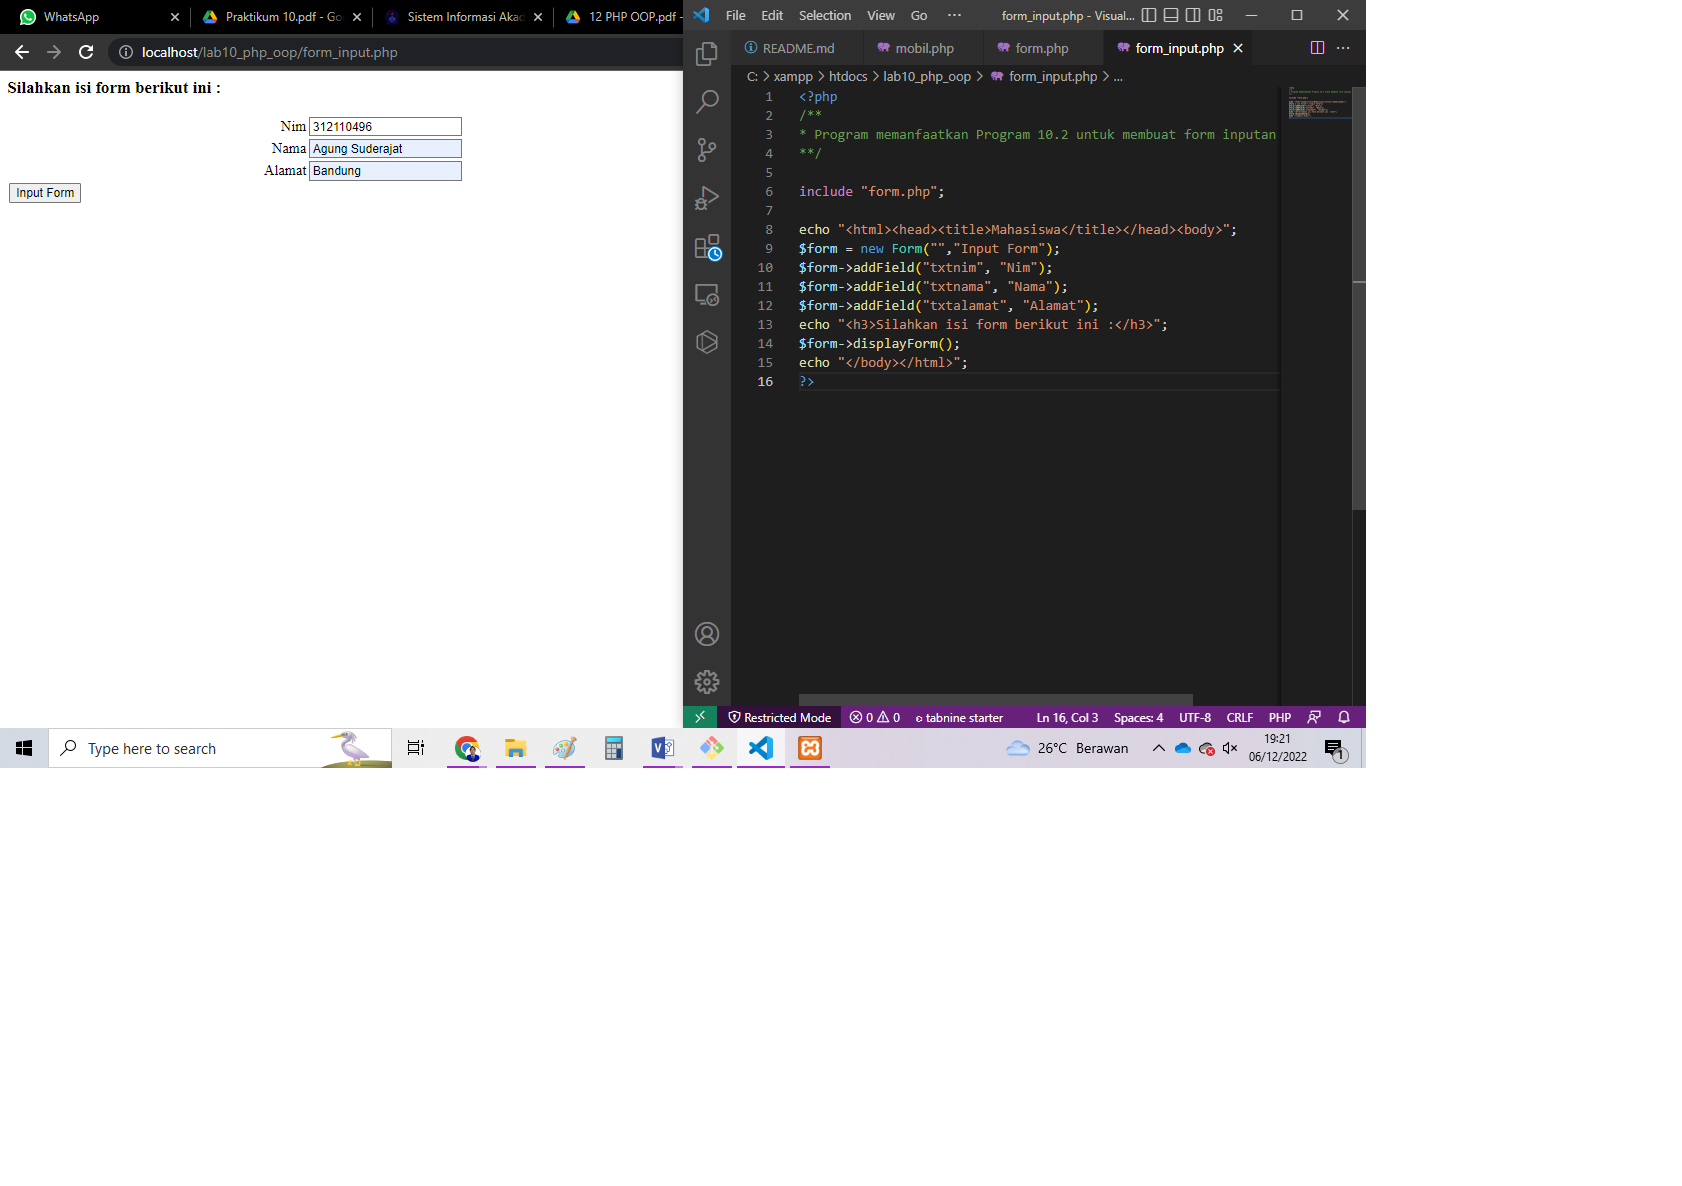 WhatsApp
Praktikum 10.pdf - Go
Sistem Informasi Akad
12 PHP OOP.pdf -
localhost/lab10_php_oop/form_input.php
Silahkan isi form berikut ini :
Nim 312110496
Nama Agung Suderajat
Alamat Bandung
Input Form
File Edit Selection View Go ··· form_input.php - Visual...
README.md mobil.php form.php form_input.php
C: > xampp > htdocs > lab10_php_oop > form_input.php > ...
1 <?php
2 /**
3 * Program memanfaatkan Program 10.2 untuk membuat form inputan
4 **/
5
6 include "form.php";
7
8 echo "<html><head><title>Mahasiswa</title></head><body>";
9 $form = new Form("","Input Form");
10 $form->addField("txtnim", "Nim");
11 $form->addField("txtnama", "Nama");
12 $form->addField("txtalamat", "Alamat");
13 echo "<h3>Silahkan isi form berikut ini :</h3>";
14 $form->displayForm();
15 echo "</body></html>";
16 ?>
Restricted Mode 0 0 tabnine starter Ln 16, Col 3 Spaces: 4 UTF-8 CRLF PHP
Type here to search
26°C Berawan
19:21
06/12/2022
1